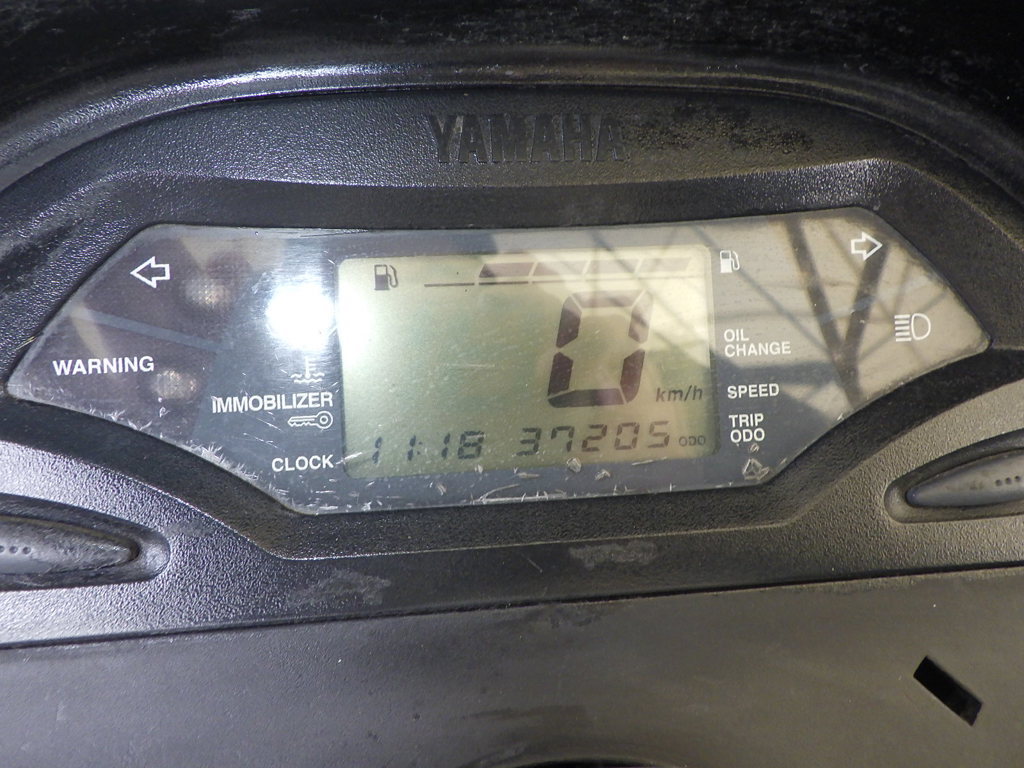 YAMAHA
0
km/h
OIL
CHANGE
WARNING
SPEED
IMMOBILIZER
TRIP
ODO
11:18 37205 ODO
CLOCK